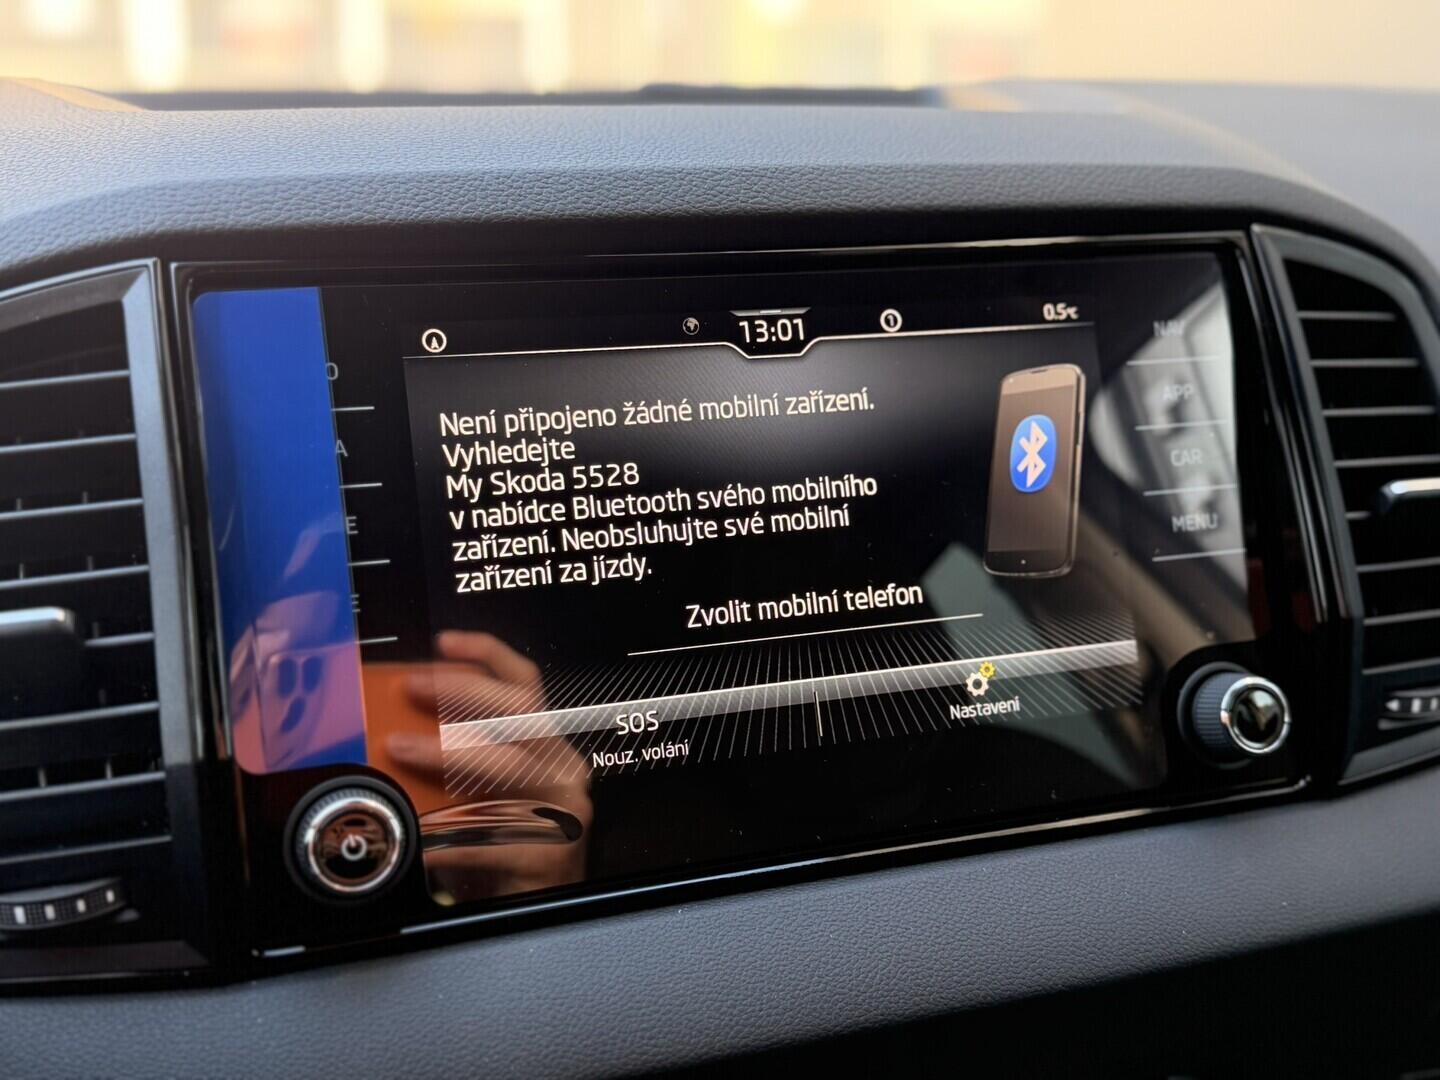 A
13:01
1
0.5°C
Není připojeno žádné mobilní zařízení.
Vyhledejte
My Skoda 5528
v nabídce Bluetooth svého mobilního
zařízení. Neobsluhujte své mobilní
zařízení za jízdy.
Zvolit mobilní telefon
SOS
Nouz. volání
Nastavení
NAV
APP
CAR
MENU